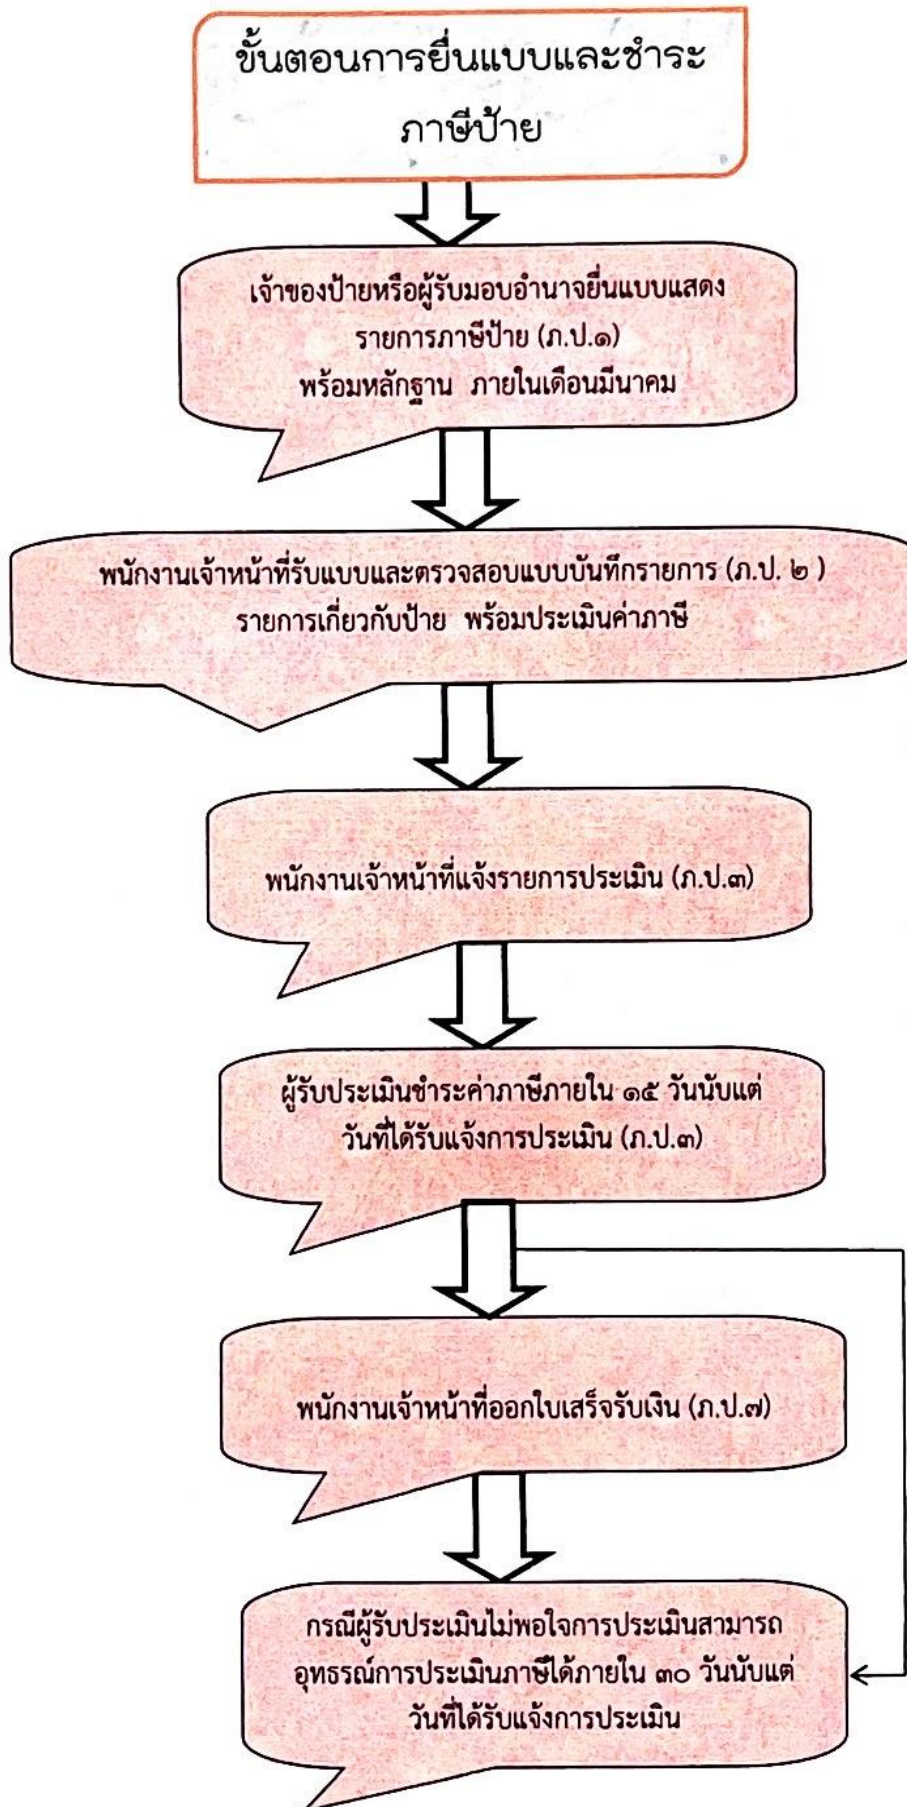 ขั้นตอนการยื่นแบบและชำระ
ภาษีป้าย
เจ้าของป้ายหรือผู้รับมอบอำนาจยื่นแบบแสดง
รายการภาษีป้าย (ภ.ป.๑)
พร้อมหลักฐาน ภายในเดือนมีนาคม
พนักงานเจ้าหน้าที่รับแบบและตรวจสอบแบบบันทึกรายการ (ภ.ป. ๒ )
รายการเกี่ยวกับป้าย พร้อมประเมินค่าภาษี
พนักงานเจ้าหน้าที่แจ้งรายการประเมิน (ภ.ป.๓)
ผู้รับประเมินชำระค่าภาษีภายใน ๑๕ วันนับแต่
วันที่ได้รับแจ้งการประเมิน (ภ.ป.๓)
พนักงานเจ้าหน้าที่ออกใบเสร็จรับเงิน (ภ.ป.๗)
กรณีผู้รับประเมินไม่พอใจการประเมินสามารถ
อุทธรณ์การประเมินภาษีได้ภายใน ๓๐ วันนับแต่
วันที่ได้รับแจ้งการประเมิน